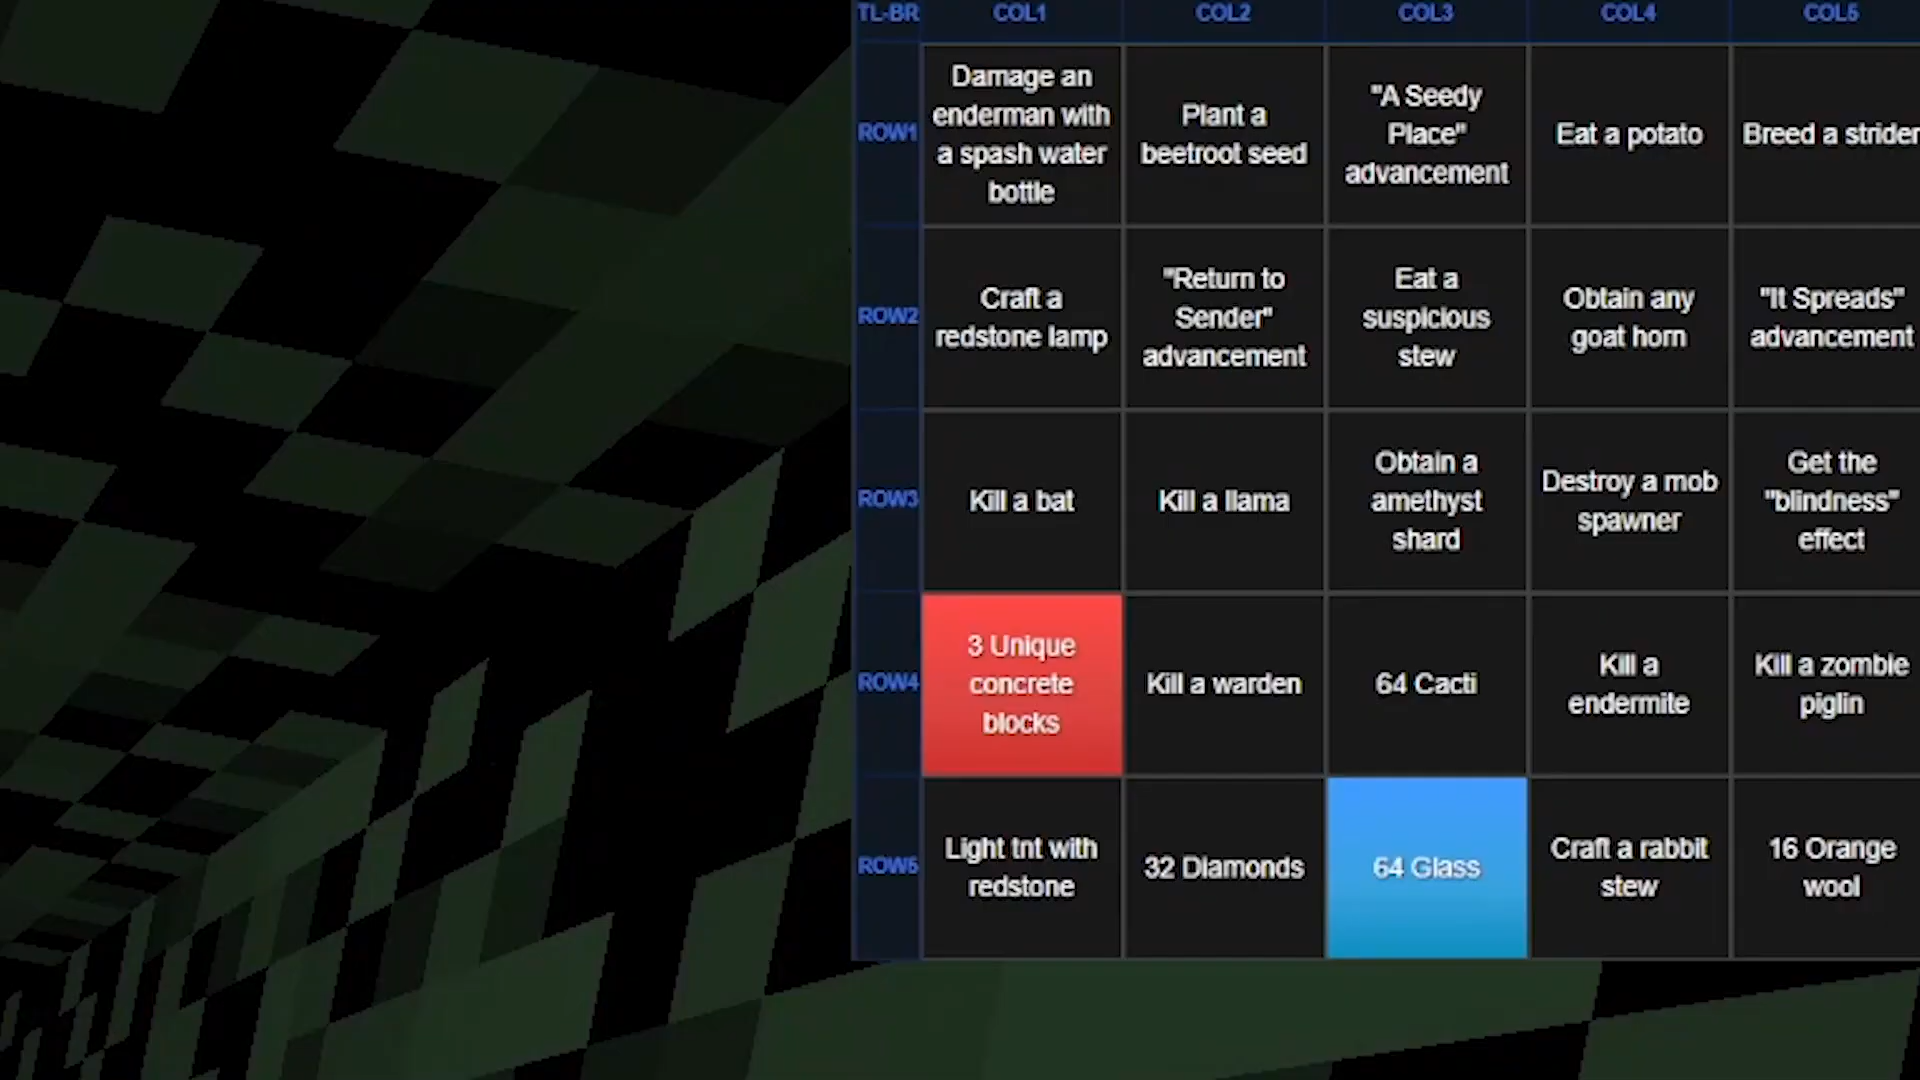 TL-BR COL1 COL2 COL3 COL4 COL5
ROW1
Damage an
enderman with
a spash water
bottle
Plant a
beetroot seed
"A Seedy
Place"
advancement
Eat a potato
Breed a strider
ROW2
Craft a
redstone lamp
"Return to
Sender"
advancement
Eat a
suspicious
stew
Obtain any
goat horn
"It Spreads"
advancement
ROW3
Kill a bat
Kill a llama
Obtain a
amethyst
shard
Destroy a mob
spawner
Get the
"blindness"
effect
ROW4
3 Unique
concrete
blocks
Kill a warden
64 Cacti
Kill a
endermite
Kill a zombie
piglin
ROW5
Light tnt with
redstone
32 Diamonds
64 Glass
Craft a rabbit
stew
16 Orange
wool